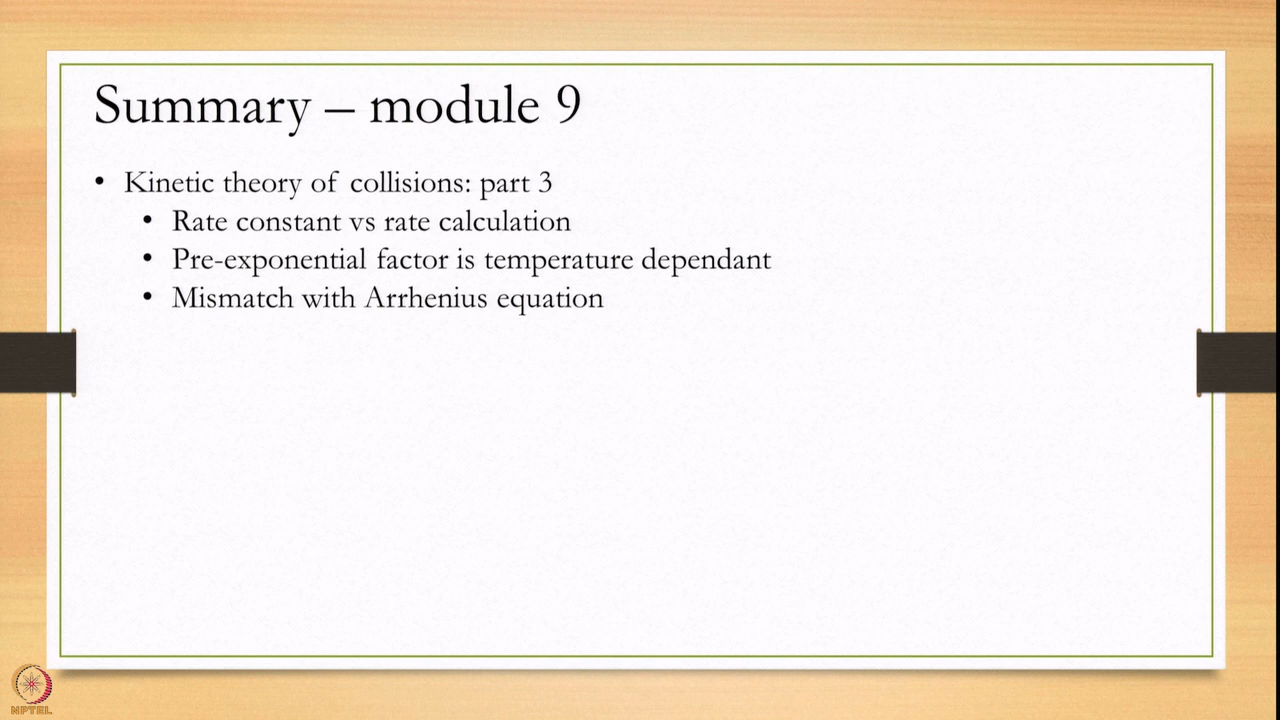 Summary – module 9
• Kinetic theory of collisions: part 3
• Rate constant vs rate calculation
• Pre-exponential factor is temperature dependant
• Mismatch with Arrhenius equation
NPTEL